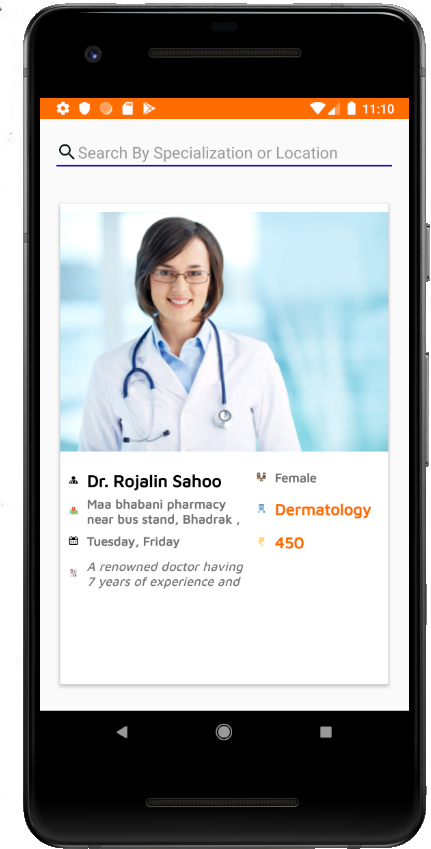 11:10
Search By Specialization or Location
Dr. Rojalin Sahoo
Female
Maa bhabani pharmacy
near bus stand, Bhadrak ,
Dermatology
Tuesday, Friday
₹ 450
A renowned doctor having
7 years of experience and